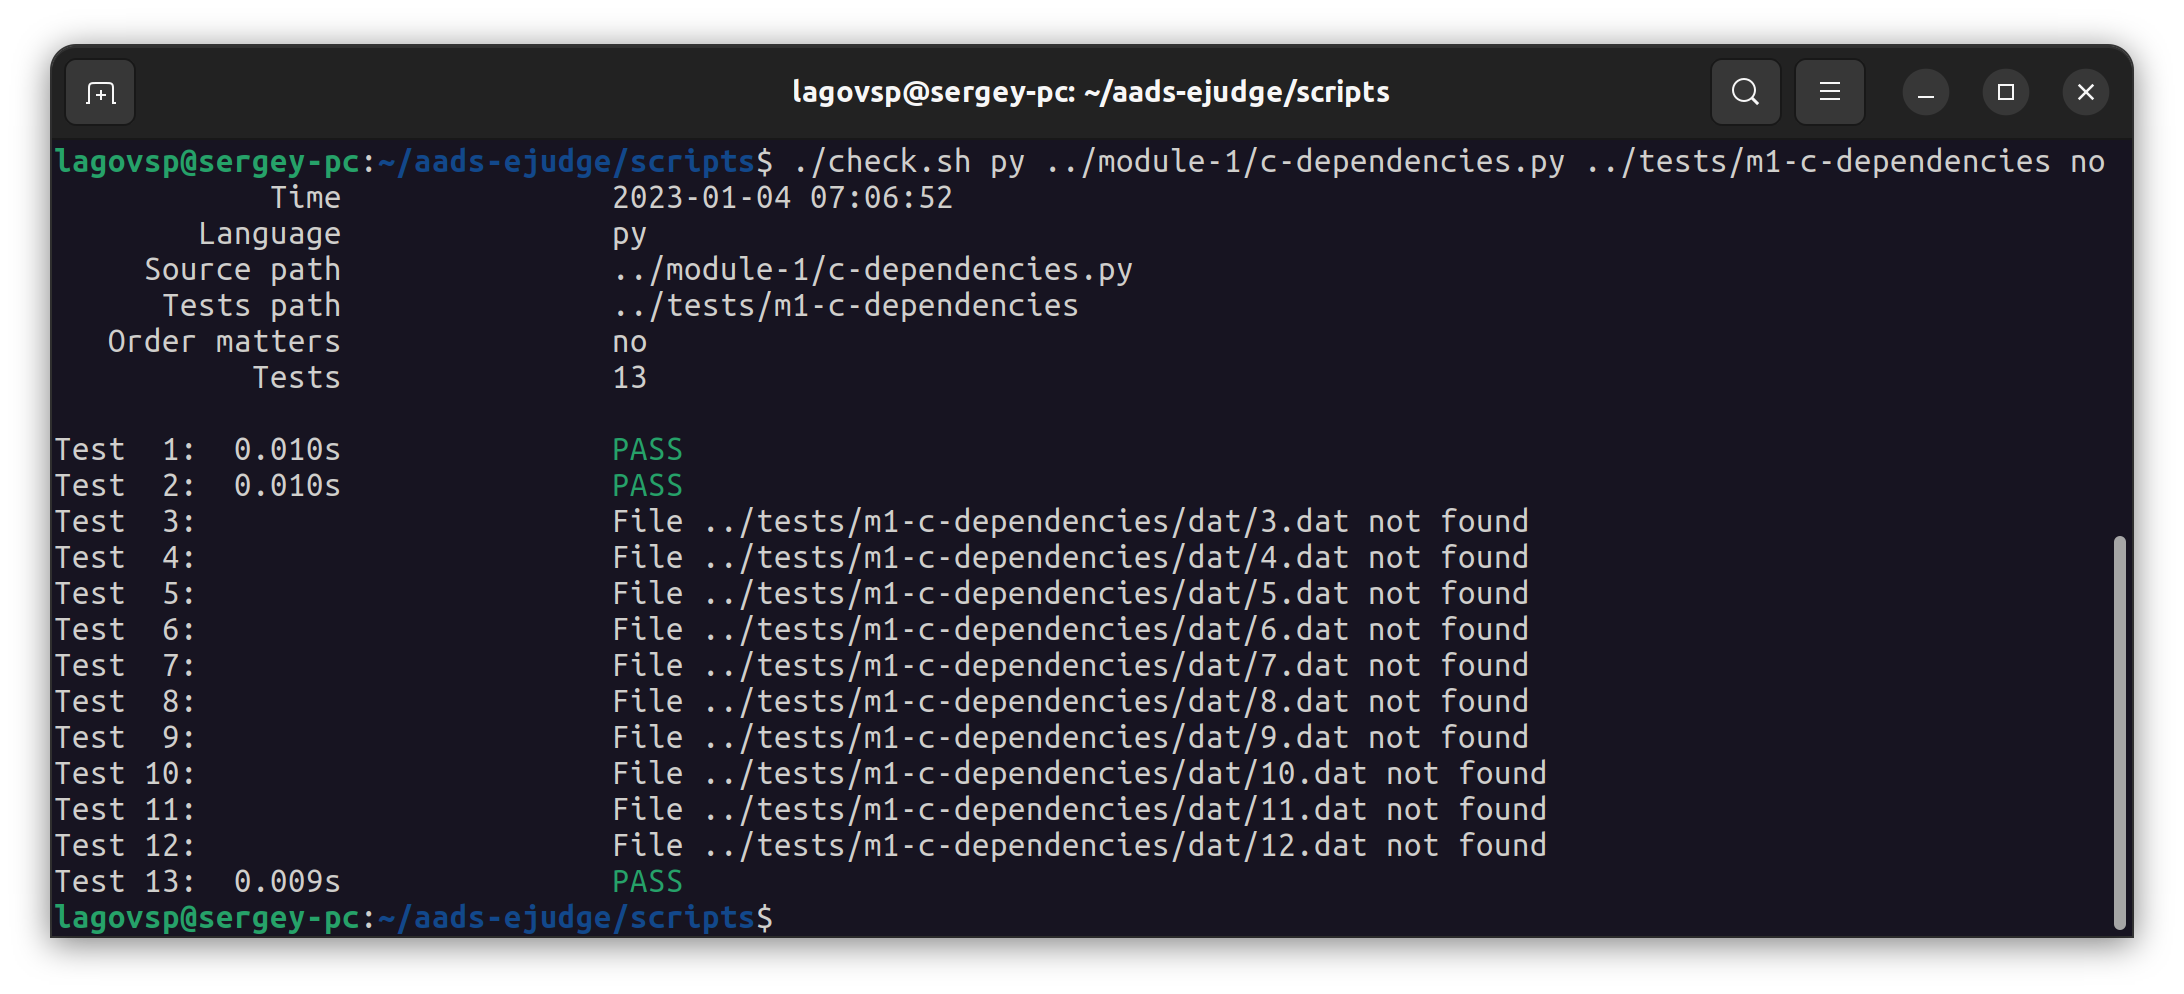 lagovsp@sergey-pc: ~/aads-ejudge/scripts
lagovsp@sergey-pc:~/aads-ejudge/scripts$ ./check.sh py ../module-1/c-dependencies.py ../tests/m1-c-dependencies no
Time 2023-01-04 07:06:52
Language py
Source path ../module-1/c-dependencies.py
Tests path ../tests/m1-c-dependencies
Order matters no
Tests 13
Test 1: 0.010s PASS
Test 2: 0.010s PASS
Test 3: File ../tests/m1-c-dependencies/dat/3.dat not found
Test 4: File ../tests/m1-c-dependencies/dat/4.dat not found
Test 5: File ../tests/m1-c-dependencies/dat/5.dat not found
Test 6: File ../tests/m1-c-dependencies/dat/6.dat not found
Test 7: File ../tests/m1-c-dependencies/dat/7.dat not found
Test 8: File ../tests/m1-c-dependencies/dat/8.dat not found
Test 9: File ../tests/m1-c-dependencies/dat/9.dat not found
Test 10: File ../tests/m1-c-dependencies/dat/10.dat not found
Test 11: File ../tests/m1-c-dependencies/dat/11.dat not found
Test 12: File ../tests/m1-c-dependencies/dat/12.dat not found
Test 13: 0.009s PASS
lagovsp@sergey-pc:~/aads-ejudge/scripts$